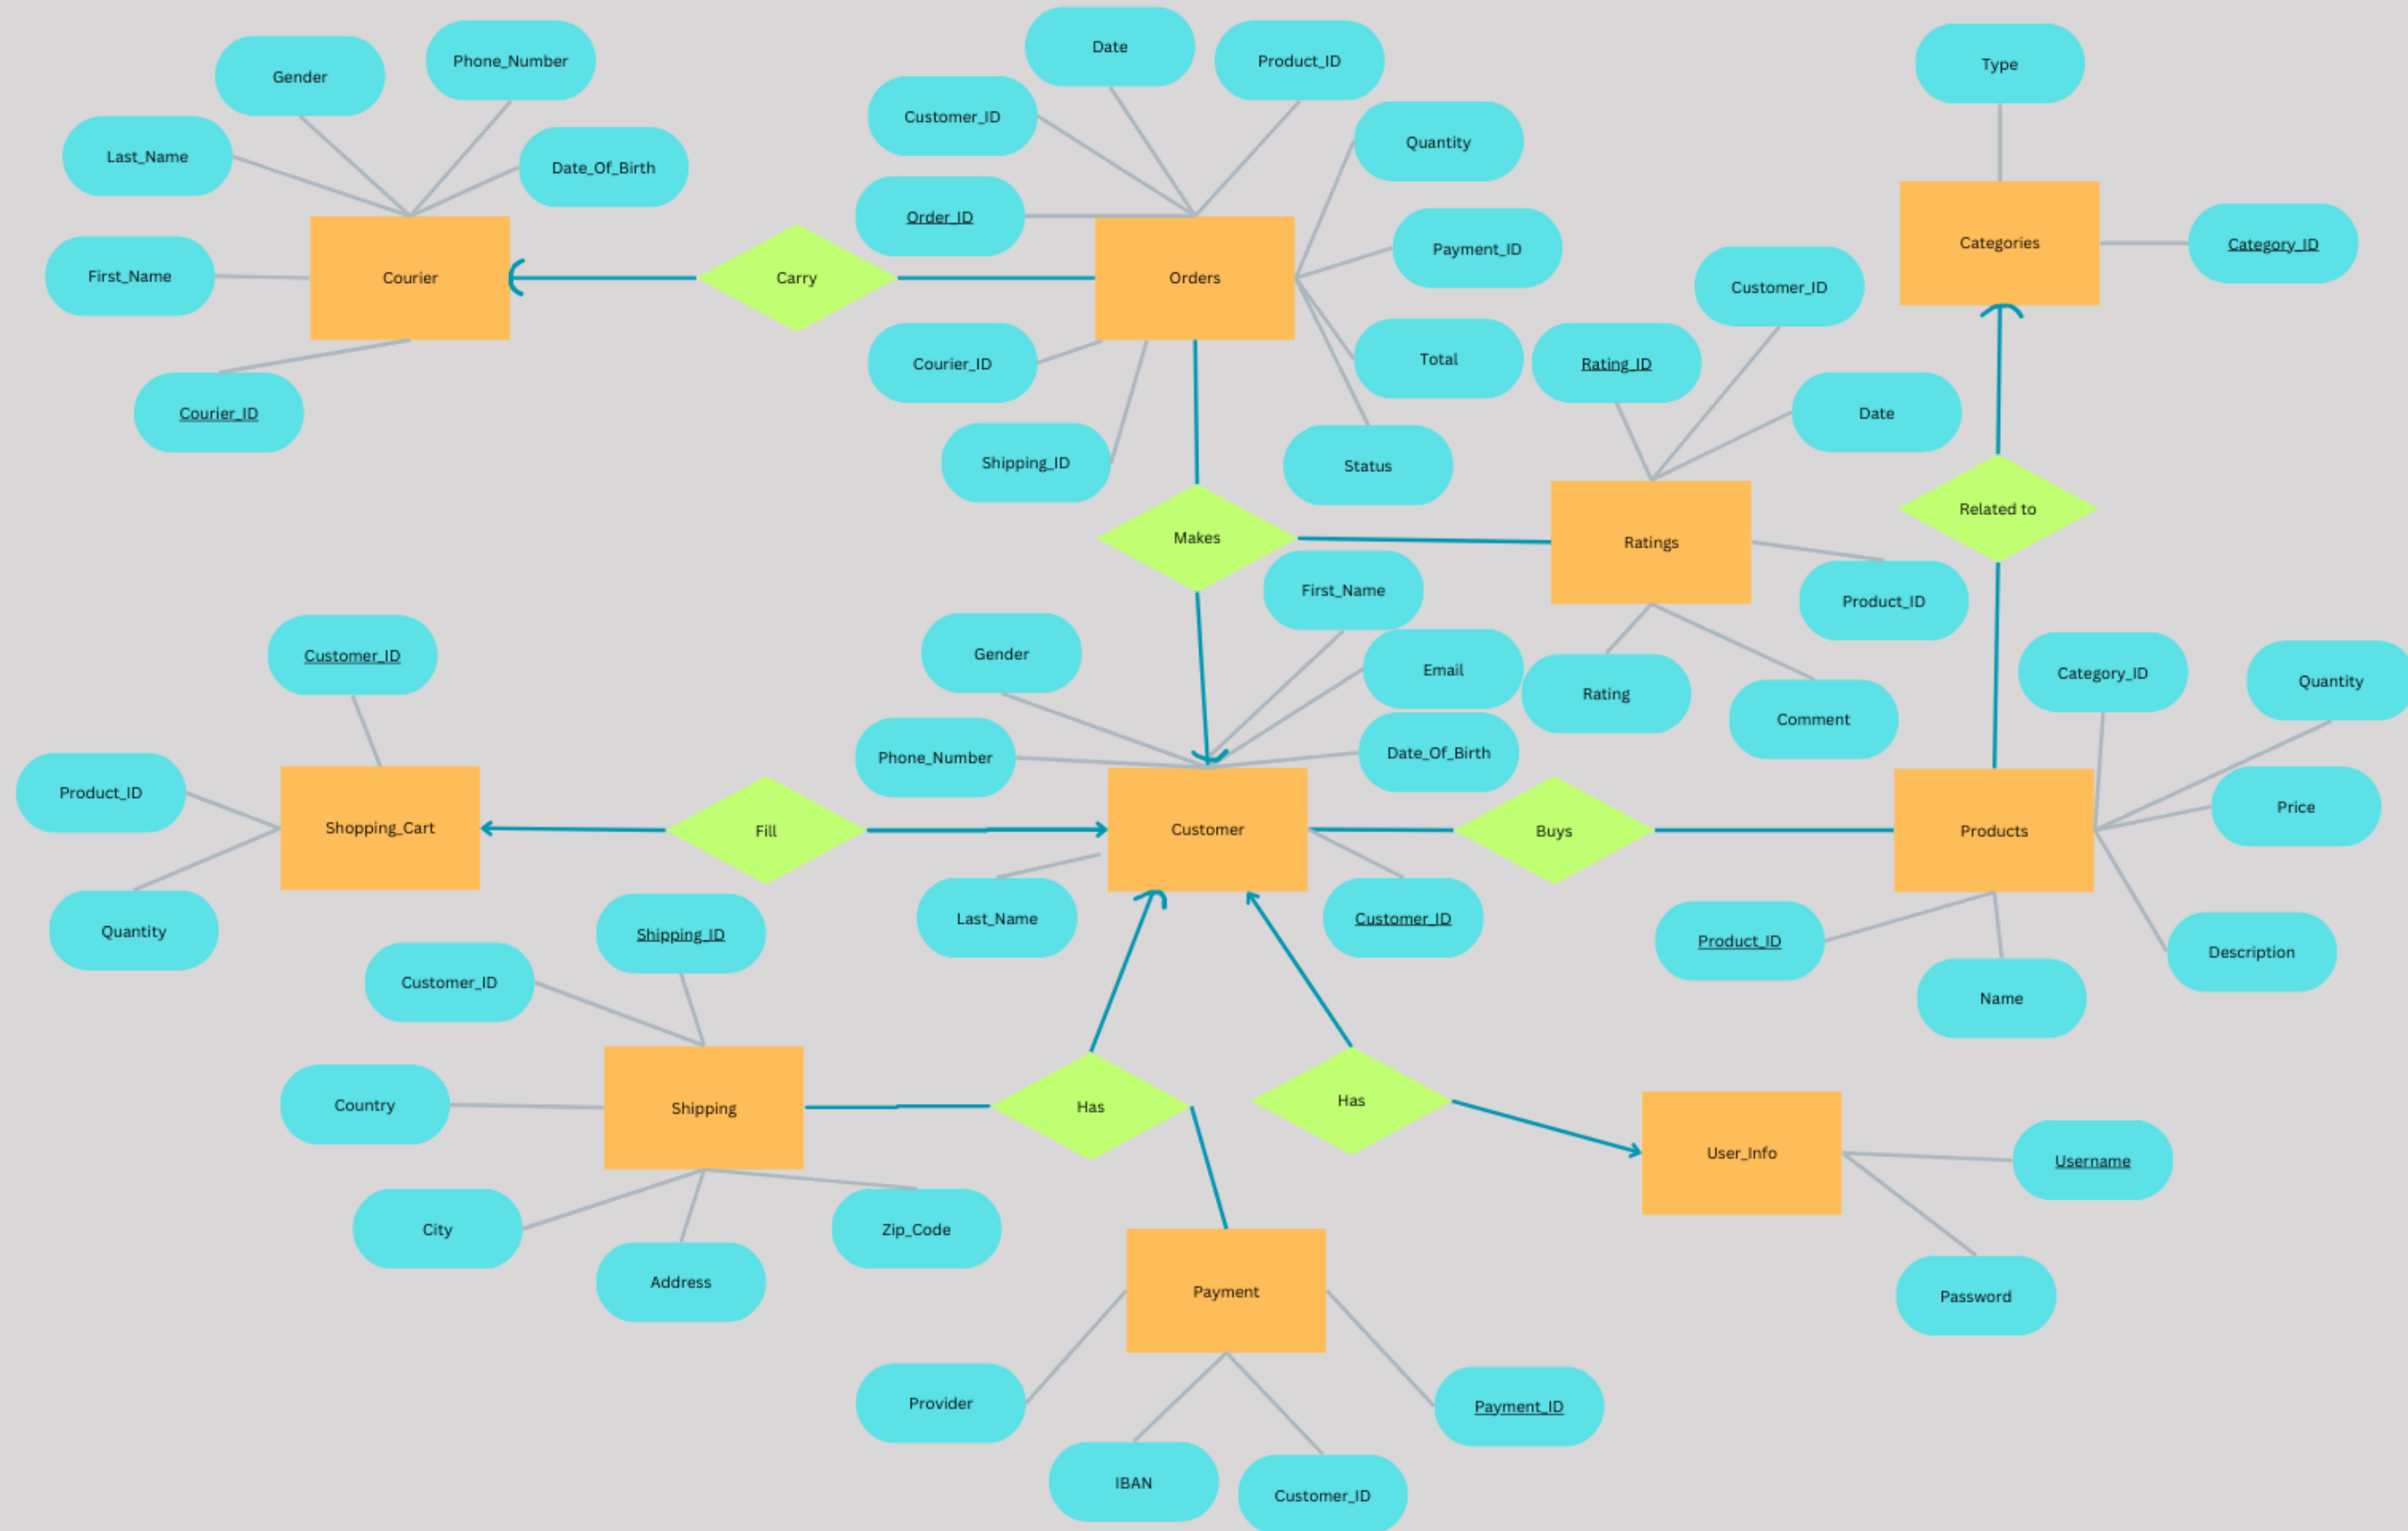 Date
Phone_Number
Product_ID
Type
Gender
Customer_ID
Quantity
Last_Name
Date_Of_Birth
Order_ID
Categories
Category_ID
Payment_ID
First_Name
Courier
Carry
Orders
Customer_ID
Courier_ID
Total
Rating_ID
Courier_ID
Date
Shipping_ID
Status
Related to
Makes
Ratings
First_Name
Product_ID
Customer_ID
Gender
Email
Category_ID
Quantity
Rating
Comment
Phone_Number
Date_Of_Birth
Product_ID
Price
Shopping_Cart
Fill
Customer
Buys
Products
Quantity
Shipping_ID
Last_Name
Customer_ID
Product_ID
Description
Customer_ID
Name
Country
Shipping
Has
Has
User_Info
Username
City
Zip_Code
Address
Payment
Password
Provider
Payment_ID
IBAN
Customer_ID